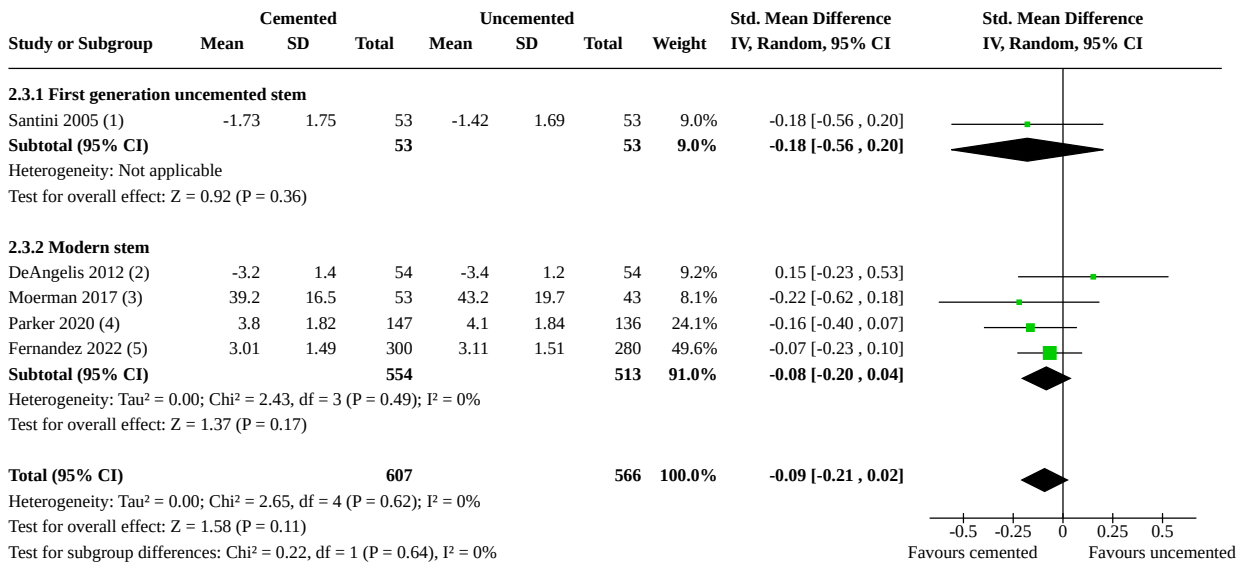 Cemented Uncemented Std. Mean Difference Std. Mean Difference
Study or Subgroup Mean SD Total Mean SD Total Weight IV, Random, 95% CI IV, Random, 95% CI
2.3.1 First generation uncemented stem
Santini 2005 (1) -1.73 1.75 53 -1.42 1.69 53 9.0% -0.18 [-0.56 , 0.20]
Subtotal (95% CI) 53 53 9.0% -0.18 [-0.56 , 0.20]
Heterogeneity: Not applicable
Test for overall effect: Z = 0.92 (P = 0.36)
2.3.2 Modern stem
DeAngelis 2012 (2) -3.2 1.4 54 -3.4 1.2 54 9.2% 0.15 [-0.23 , 0.53]
Moerman 2017 (3) 39.2 16.5 53 43.2 19.7 43 8.1% -0.22 [-0.62 , 0.18]
Parker 2020 (4) 3.8 1.82 147 4.1 1.84 136 24.1% -0.16 [-0.40 , 0.07]
Fernandez 2022 (5) 3.01 1.49 300 3.11 1.51 280 49.6% -0.07 [-0.23 , 0.10]
Subtotal (95% CI) 554 513 91.0% -0.08 [-0.20 , 0.04]
Heterogeneity: Tau² = 0.00; Chi² = 2.43, df = 3 (P = 0.49); I² = 0%
Test for overall effect: Z = 1.37 (P = 0.17)
Total (95% CI) 607 566 100.0% -0.09 [-0.21 , 0.02]
Heterogeneity: Tau² = 0.00; Chi² = 2.65, df = 4 (P = 0.62); I² = 0%
Test for overall effect: Z = 1.58 (P = 0.11)
-0.5 -0.25 0 0.25 0.5
Test for subgroup differences: Chi² = 0.22, df = 1 (P = 0.64), I² = 0%
Favours cemented Favours uncemented